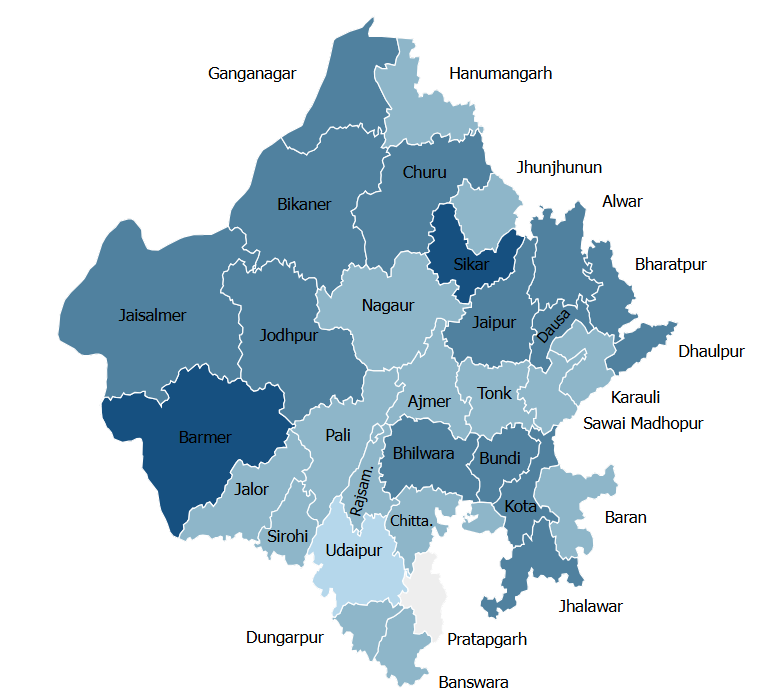 Ganganagar
Hanumangarh
Jhunjhunun
Churu
Bikaner
Alwar
Sikar
Bharatpur
Nagaur
Jaisalmer
Jaipur
Dausa
Jodhpur
Dhaulpur
Ajmer
Tonk
Karauli
Sawai Madhopur
Barmer
Pali
Bhilwara
Bundi
Jalor
Rajsam.
Kota
Baran
Chitta.
Sirohi
Udaipur
Jhalawar
Dungarpur
Pratapgarh
Banswara